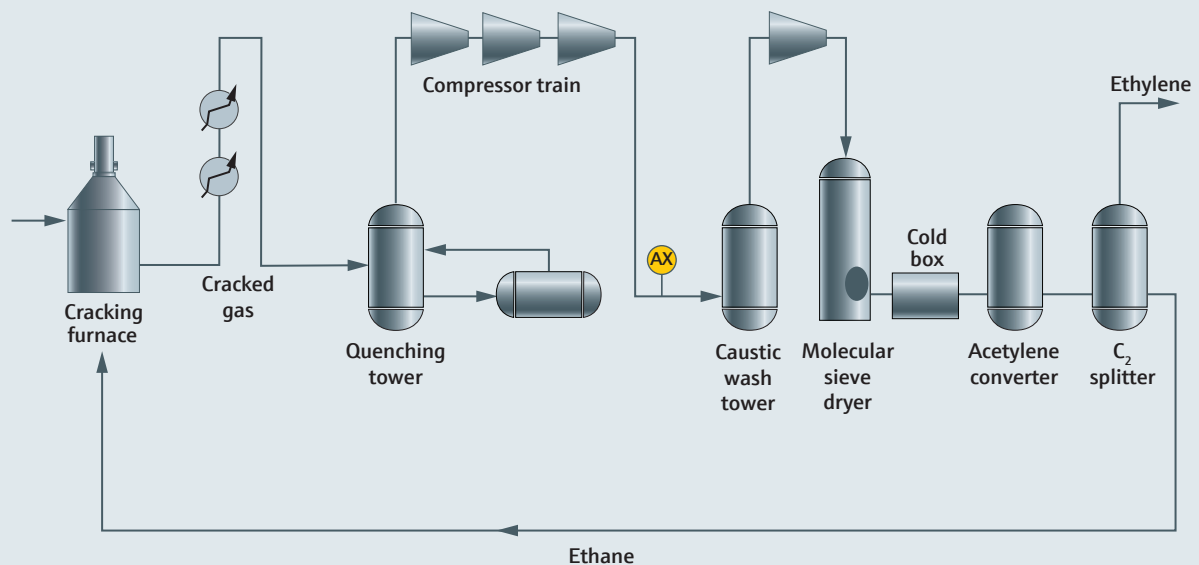 Compressor train
Ethylene
AX
Cracked
gas
Cold
box
Cracking
furnace
Quenching
tower
Caustic
wash
tower
Molecular
sieve
dryer
Acetylene
converter
C₂
splitter
Ethane